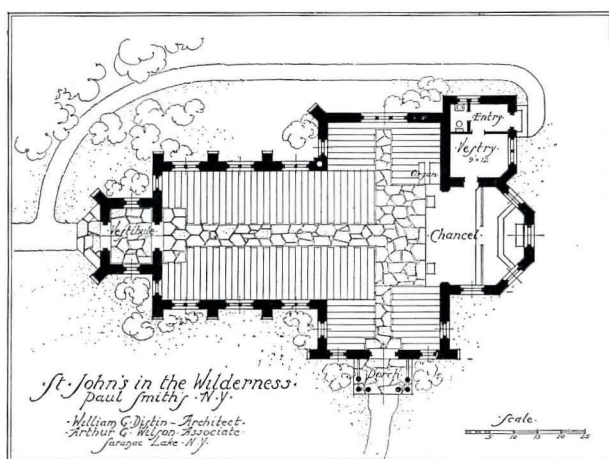 Entry
Vestry
9×12
Organ
Vestibule
Chancel
Porch
·St·John's in the Wilderness·
paul smith's·N·Y·
·William G·Distin–Architect·
·Arthur G·Wilson·Associate·
Saranac Lake·N·Y·
·Scale·
5 10 15 20 25